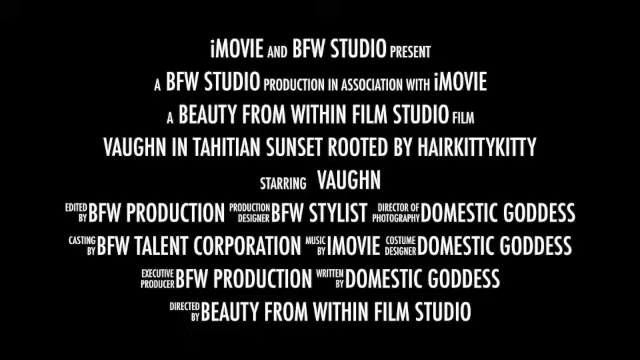 iMOVIE AND BFW STUDIO PRESENT
A BFW STUDIO PRODUCTION IN ASSOCIATION WITH iMOVIE
A BEAUTY FROM WITHIN FILM STUDIO FILM
VAUGHN IN TAHITIAN SUNSET ROOTED BY HAIRKITTYKITTY
STARRING VAUGHN
EDITED BY BFW PRODUCTION PRODUCTION DESIGNER BFW STYLIST DIRECTOR OF PHOTOGRAPHY DOMESTIC GODDESS
CASTING BY BFW TALENT CORPORATION MUSIC BY IMOVIE COSTUME DESIGNER DOMESTIC GODDESS
EXECUTIVE PRODUCER BFW PRODUCTION WRITTEN BY DOMESTIC GODDESS
DIRECTED BY BEAUTY FROM WITHIN FILM STUDIO